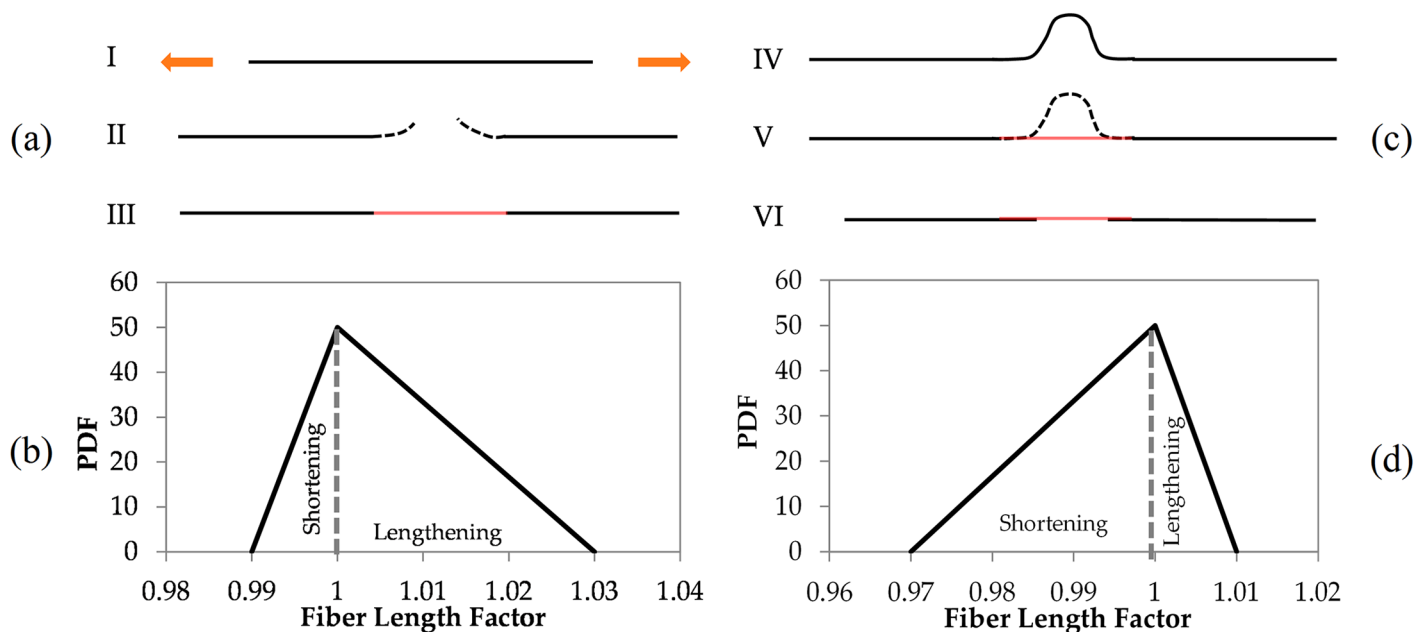 (a)
I
II
III
IV
V
VI
(c)
(b)
PDF
60
50
40
30
20
10
0
Shortening
Lengthening
0.98 0.99 1 1.01 1.02 1.03 1.04
Fiber Length Factor
PDF
60
50
40
30
20
10
0
Shortening
Lengthening
0.96 0.97 0.98 0.99 1 1.01 1.02
Fiber Length Factor
(d)